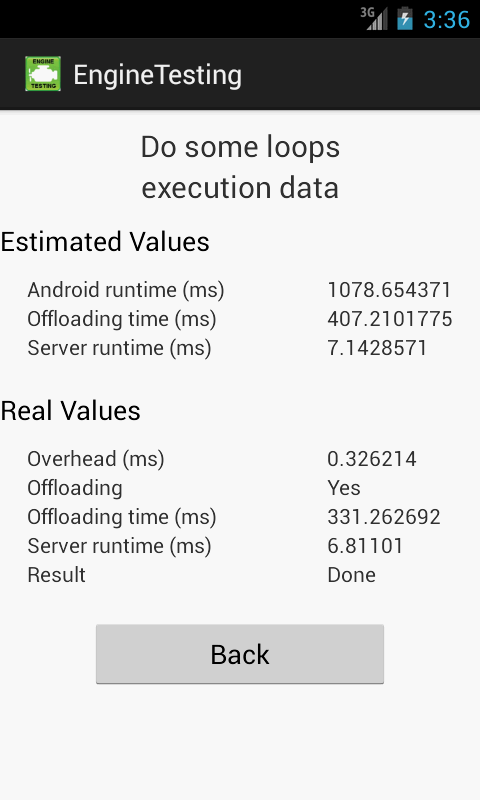 3G 3:36
ENGINE
TESTING
EngineTesting
Do some loops
execution data
Estimated Values
Android runtime (ms) 1078.654371
Offloading time (ms) 407.2101775
Server runtime (ms) 7.1428571
Real Values
Overhead (ms) 0.326214
Offloading Yes
Offloading time (ms) 331.262692
Server runtime (ms) 6.81101
Result Done
Back